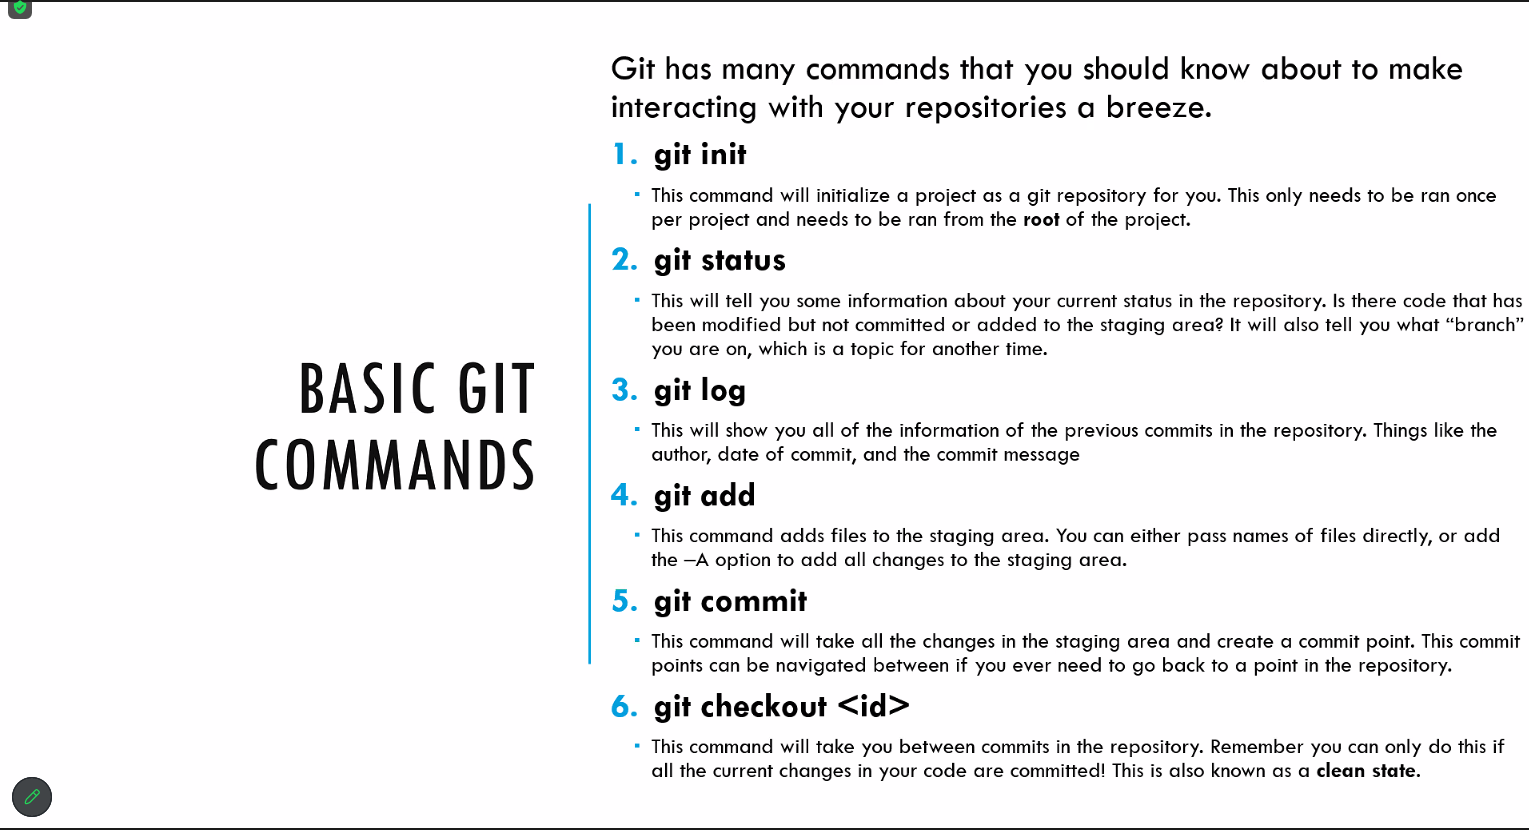 BASIC GIT
COMMANDS
Git has many commands that you should know about to make
interacting with your repositories a breeze.
1. git init
▪ This command will initialize a project as a git repository for you. This only needs to be ran once
per project and needs to be ran from the root of the project.
2. git status
▪ This will tell you some information about your current status in the repository. Is there code that has
been modified but not committed or added to the staging area? It will also tell you what “branch”
you are on, which is a topic for another time.
3. git log
▪ This will show you all of the information of the previous commits in the repository. Things like the
author, date of commit, and the commit message
4. git add
▪ This command adds files to the staging area. You can either pass names of files directly, or add
the –A option to add all changes to the staging area.
5. git commit
▪ This command will take all the changes in the staging area and create a commit point. This commit
points can be navigated between if you ever need to go back to a point in the repository.
6. git checkout <id>
▪ This command will take you between commits in the repository. Remember you can only do this if
all the current changes in your code are committed! This is also known as a clean state.